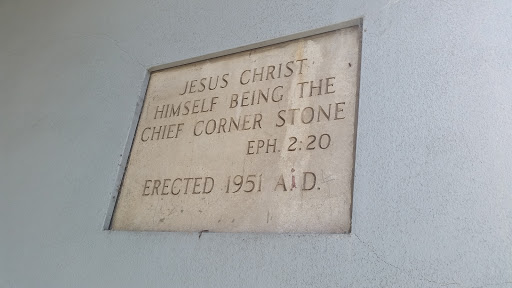 JESUS CHRIST
HIMSELF BEING THE
CHIEF CORNER STONE
EPH. 2:20
ERECTED 1951 A.D.